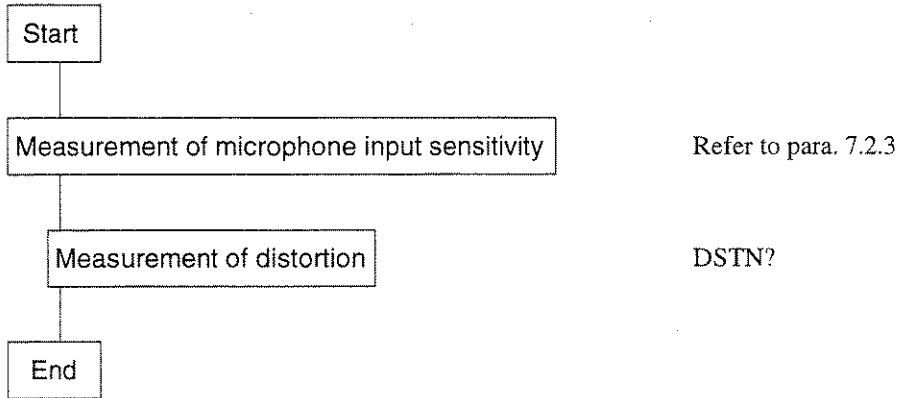 Start
Measurement of microphone input sensitivity
Refer to para. 7.2.3
Measurement of distortion
DSTN?
End